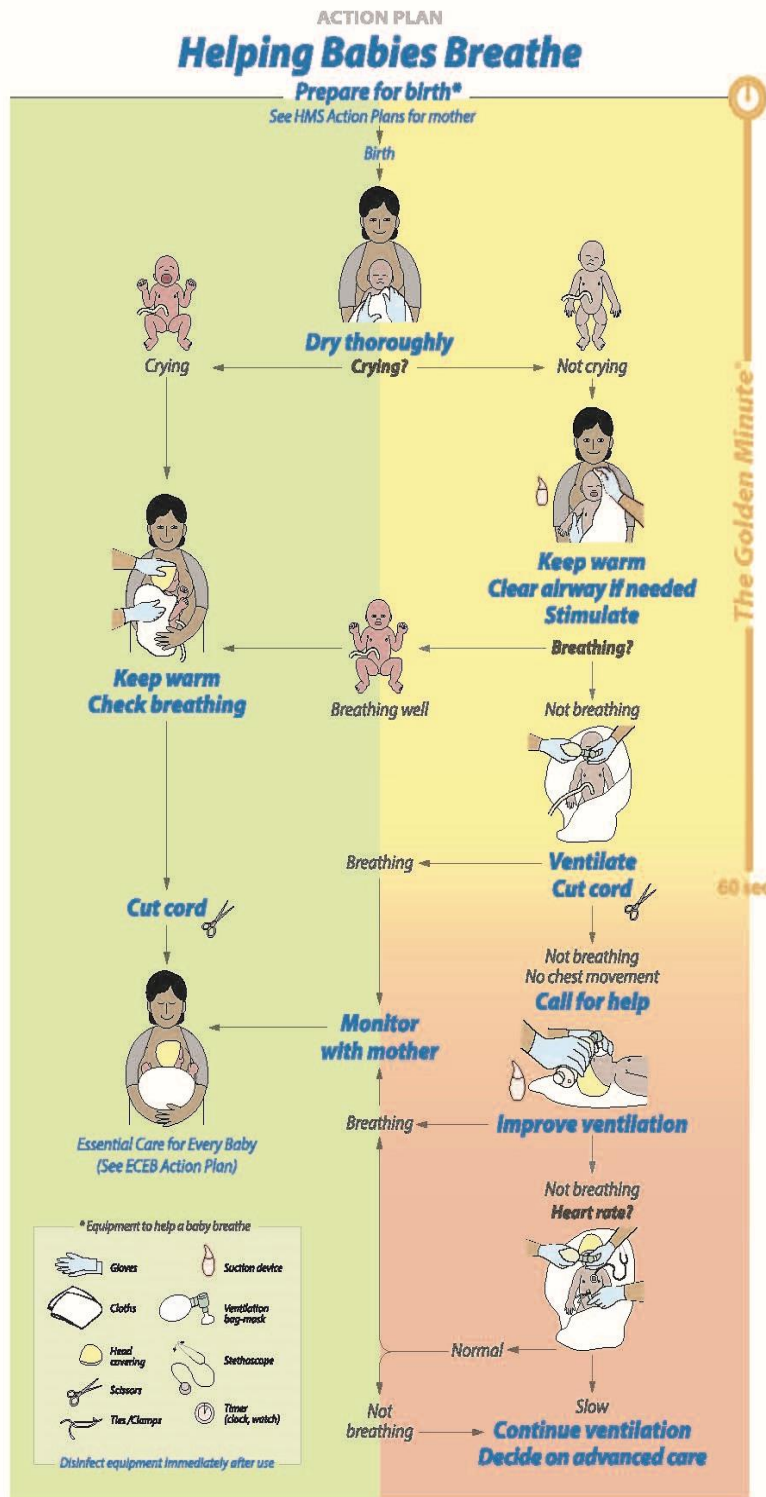 ACTION PLAN
Helping Babies Breathe
Prepare for birth*
See HMS Action Plans for mother
Birth
Dry thoroughly
Crying
Crying?
Not crying
Keep warm
Clear airway if needed
Stimulate
Keep warm
Check breathing
Breathing well
Breathing?
Not breathing
The Golden Minute®
60 sec
Breathing
Ventilate
Cut cord
Cut cord
Not breathing
No chest movement
Call for help
Monitor
with mother
Breathing
Improve ventilation
Essential Care for Every Baby
(See ECEB Action Plan)
Not breathing
Heart rate?
* Equipment to help a baby breathe
Gloves
Suction device
Cloths
Ventilation
bag-mask
Head
covering
Stethoscope
Scissors
Ties/Clamps
Timer
(clock, watch)
Disinfect equipment immediately after use
Normal
Slow
Not
breathing
Continue ventilation
Decide on advanced care